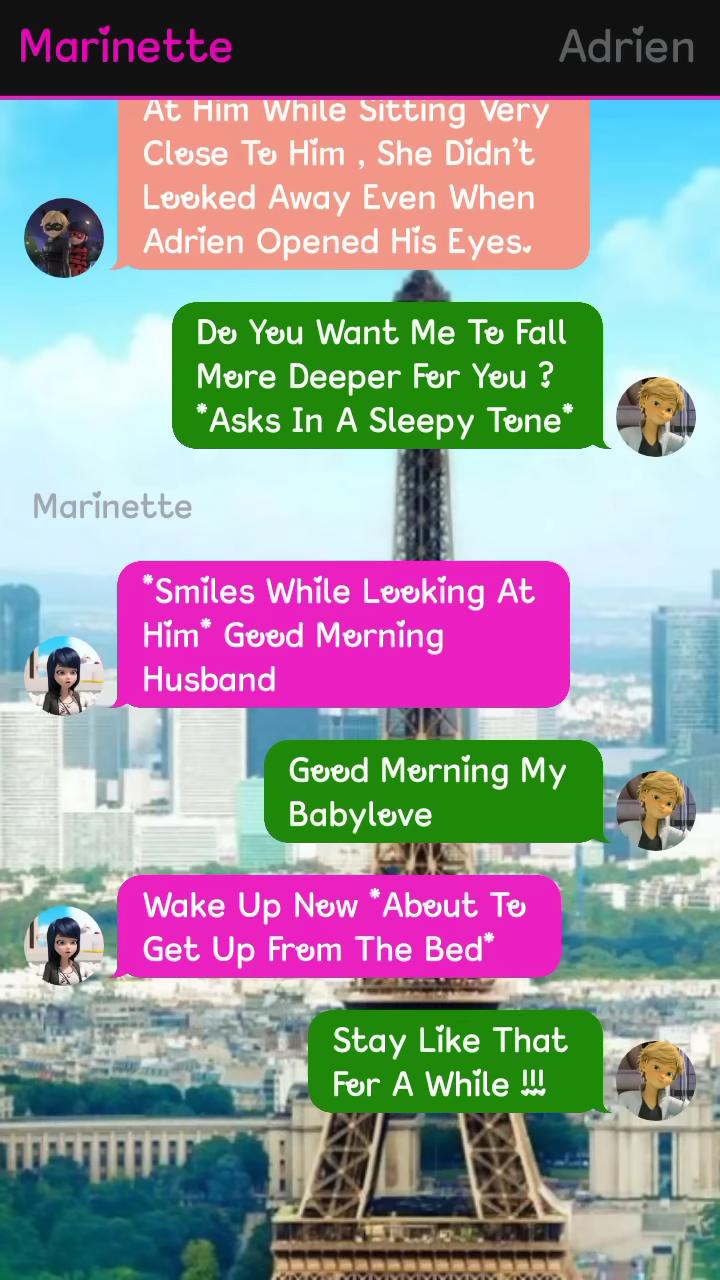 Marinette
Adrien
At Him While Sitting Very
Close To Him , She Didn't
Looked Away Even When
Adrien Opened His Eyes.
Do You Want Me To Fall
More Deeper For You ?
*Asks In A Sleepy Tone*
Marinette
*Smiles While Looking At
Him* Good Morning
Husband
Good Morning My
Babylove
Wake Up Now *About To
Get Up From The Bed*
Stay Like That
For A While !!!